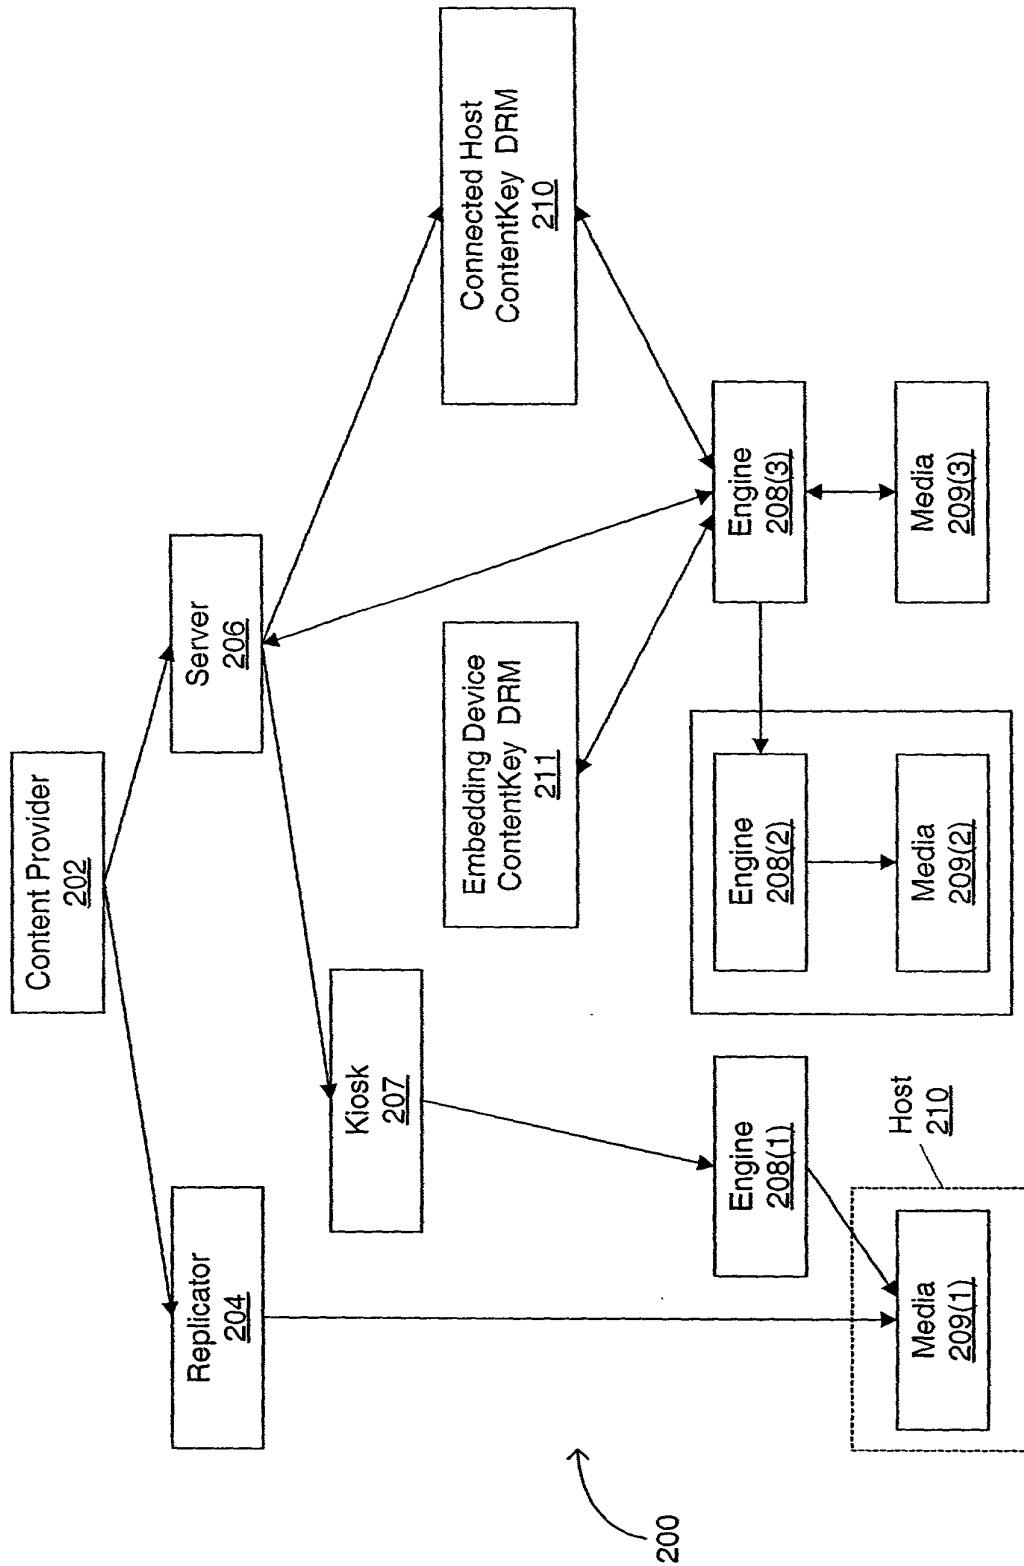 Content Provider
202
Replicator
204
Server
206
Kiosk
207
Embedding Device
ContentKey DRM
211
Connected Host
ContentKey DRM
210
Engine
208(1)
Engine
208(2)
Engine
208(3)
Host
210
Media
209(1)
Media
209(2)
Media
209(3)
200